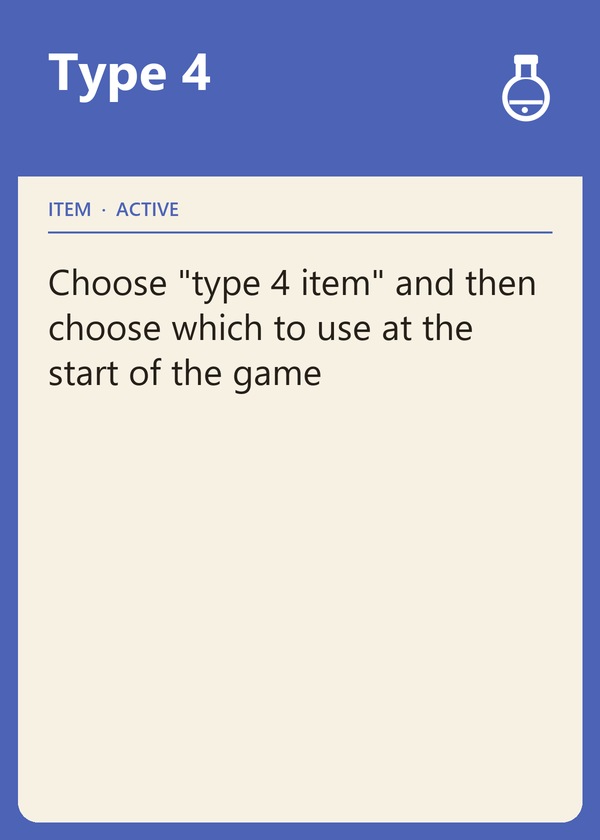 Type 4
ITEM · ACTIVE
Choose "type 4 item" and then
choose which to use at the
start of the game